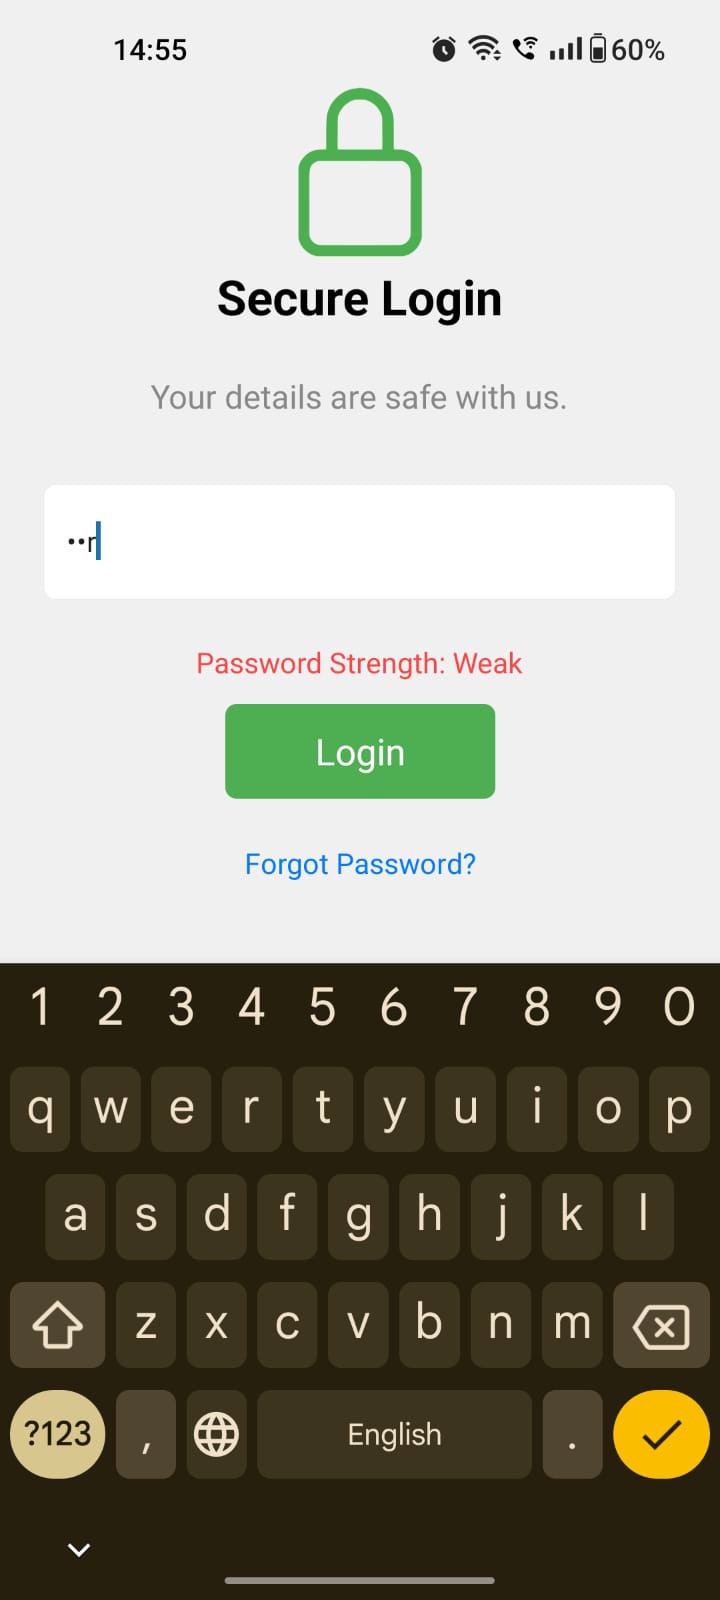 14:55 60%
Secure Login
Your details are safe with us.
••r
Password Strength: Weak
Login
Forgot Password?
1 2 3 4 5 6 7 8 9 0
q w e r t y u i o p
a s d f g h j k l
z x c v b n m
?123 , English .